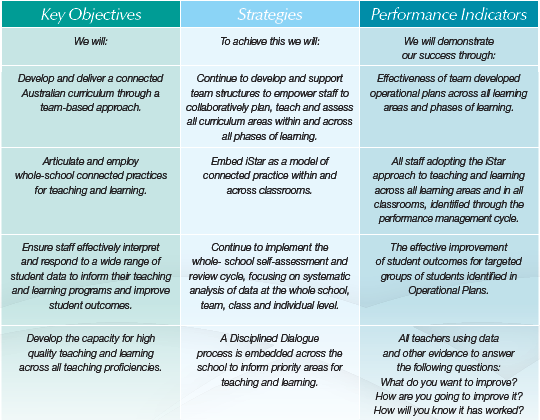 Key Objectives
Strategies
Performance Indicators
We will:
To achieve this we will:
We will demonstrate
our success through:
Develop and deliver a connected
Australian curriculum through a
team-based approach.
Continue to develop and support
team structures to empower staff to
collaboratively plan, teach and assess
all curriculum areas within and across
all phases of learning.
Effectiveness of team developed
operational plans across all learning
areas and phases of learning.
Articulate and employ
whole-school connected practices
for teaching and learning.
Embed iStar as a model of
connected practice within and
across classrooms.
All staff adopting the iStar
approach to teaching and learning
across all learning areas and in all
classrooms, identified through the
performance management cycle.
Ensure staff effectively interpret
and respond to a wide range of
student data to inform their teaching
and learning programs and improve
student outcomes.
Continue to implement the
whole- school self-assessment and
review cycle, focusing on systematic
analysis of data at the whole school,
team, class and individual level.
The effective improvement
of student outcomes for targeted
groups of students identified in
Operational Plans.
Develop the capacity for high
quality teaching and learning
across all teaching proficiencies.
A Disciplined Dialogue
process is embedded across the
school to inform priority areas for
teaching and learning.
All teachers using data
and other evidence to answer
the following questions:
What do you want to improve?
How are you going to improve it?
How will you know it has worked?